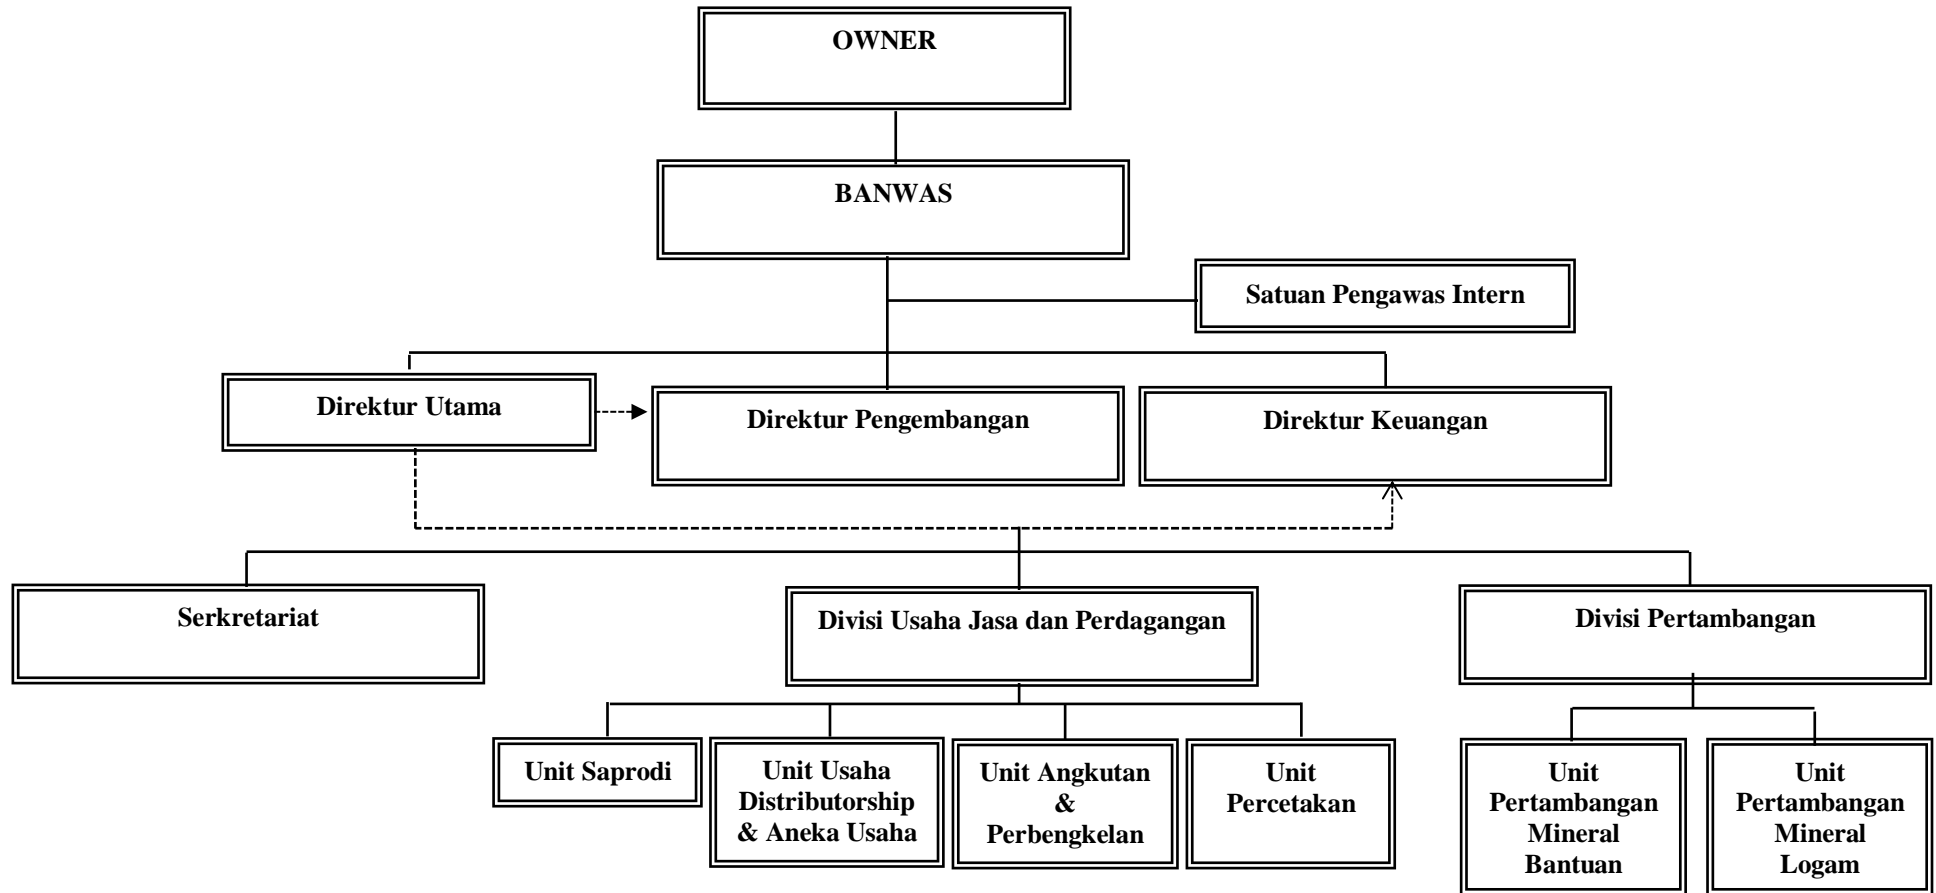 OWNER
BANWAS
Satuan Pengawas Intern
Direktur Utama
Direktur Pengembangan
Direktur Keuangan
Serkretariat
Divisi Usaha Jasa dan Perdagangan
Divisi Pertambangan
Unit Saprodi
Unit Usaha
Distributorship
& Aneka Usaha
Unit Angkutan
&
Perbengkelan
Unit
Percetakan
Unit
Pertambangan
Mineral
Bantuan
Unit
Pertambangan
Mineral
Logam